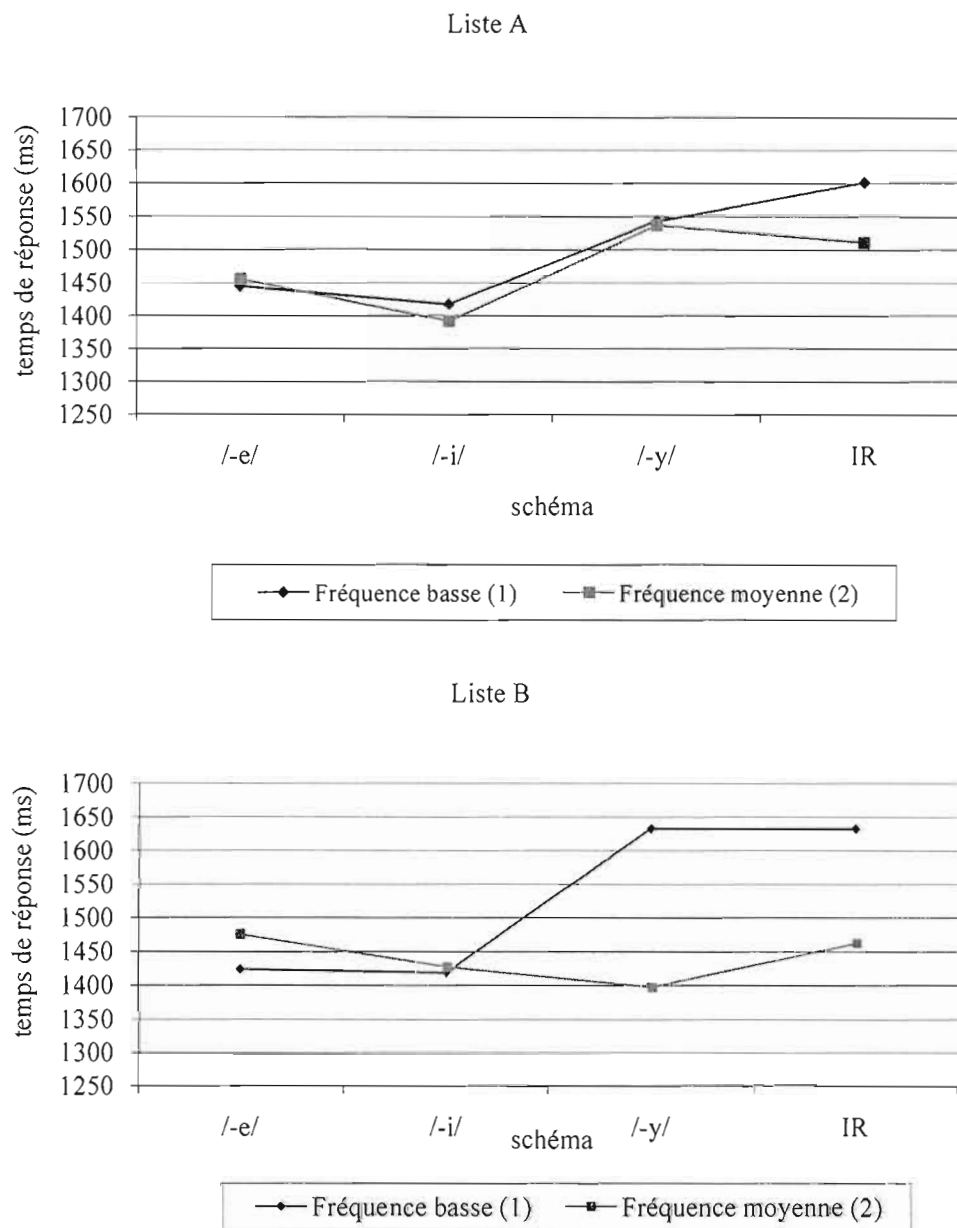 Liste A
temps de réponse (ms)
1700
1650
1600
1550
1500
1450
1400
1350
1300
1250
/-e/ /-i/ /-y/ IR
schéma
Fréquence basse (1) Fréquence moyenne (2)
Liste B
temps de réponse (ms)
1700
1650
1600
1550
1500
1450
1400
1350
1300
1250
/-e/ /-i/ /-y/ IR
schéma
Fréquence basse (1) Fréquence moyenne (2)